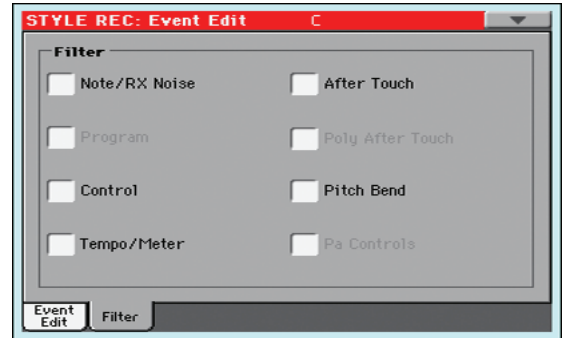 STYLE REC: Event Edit C
Filter
Note/RX Noise After Touch
Program Poly After Touch
Control Pitch Bend
Tempo/Meter Pa Controls
Event
Edit Filter